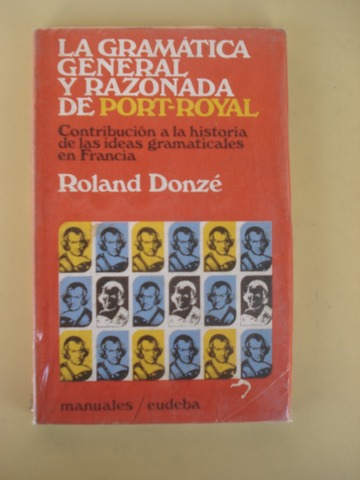 LA GRAMÁTICA
GENERAL
Y RAZONADA
DE PORT-ROYAL
Contribución a la historia
de las ideas gramaticales
en Francia
Roland Donzé
manuales / eudeba